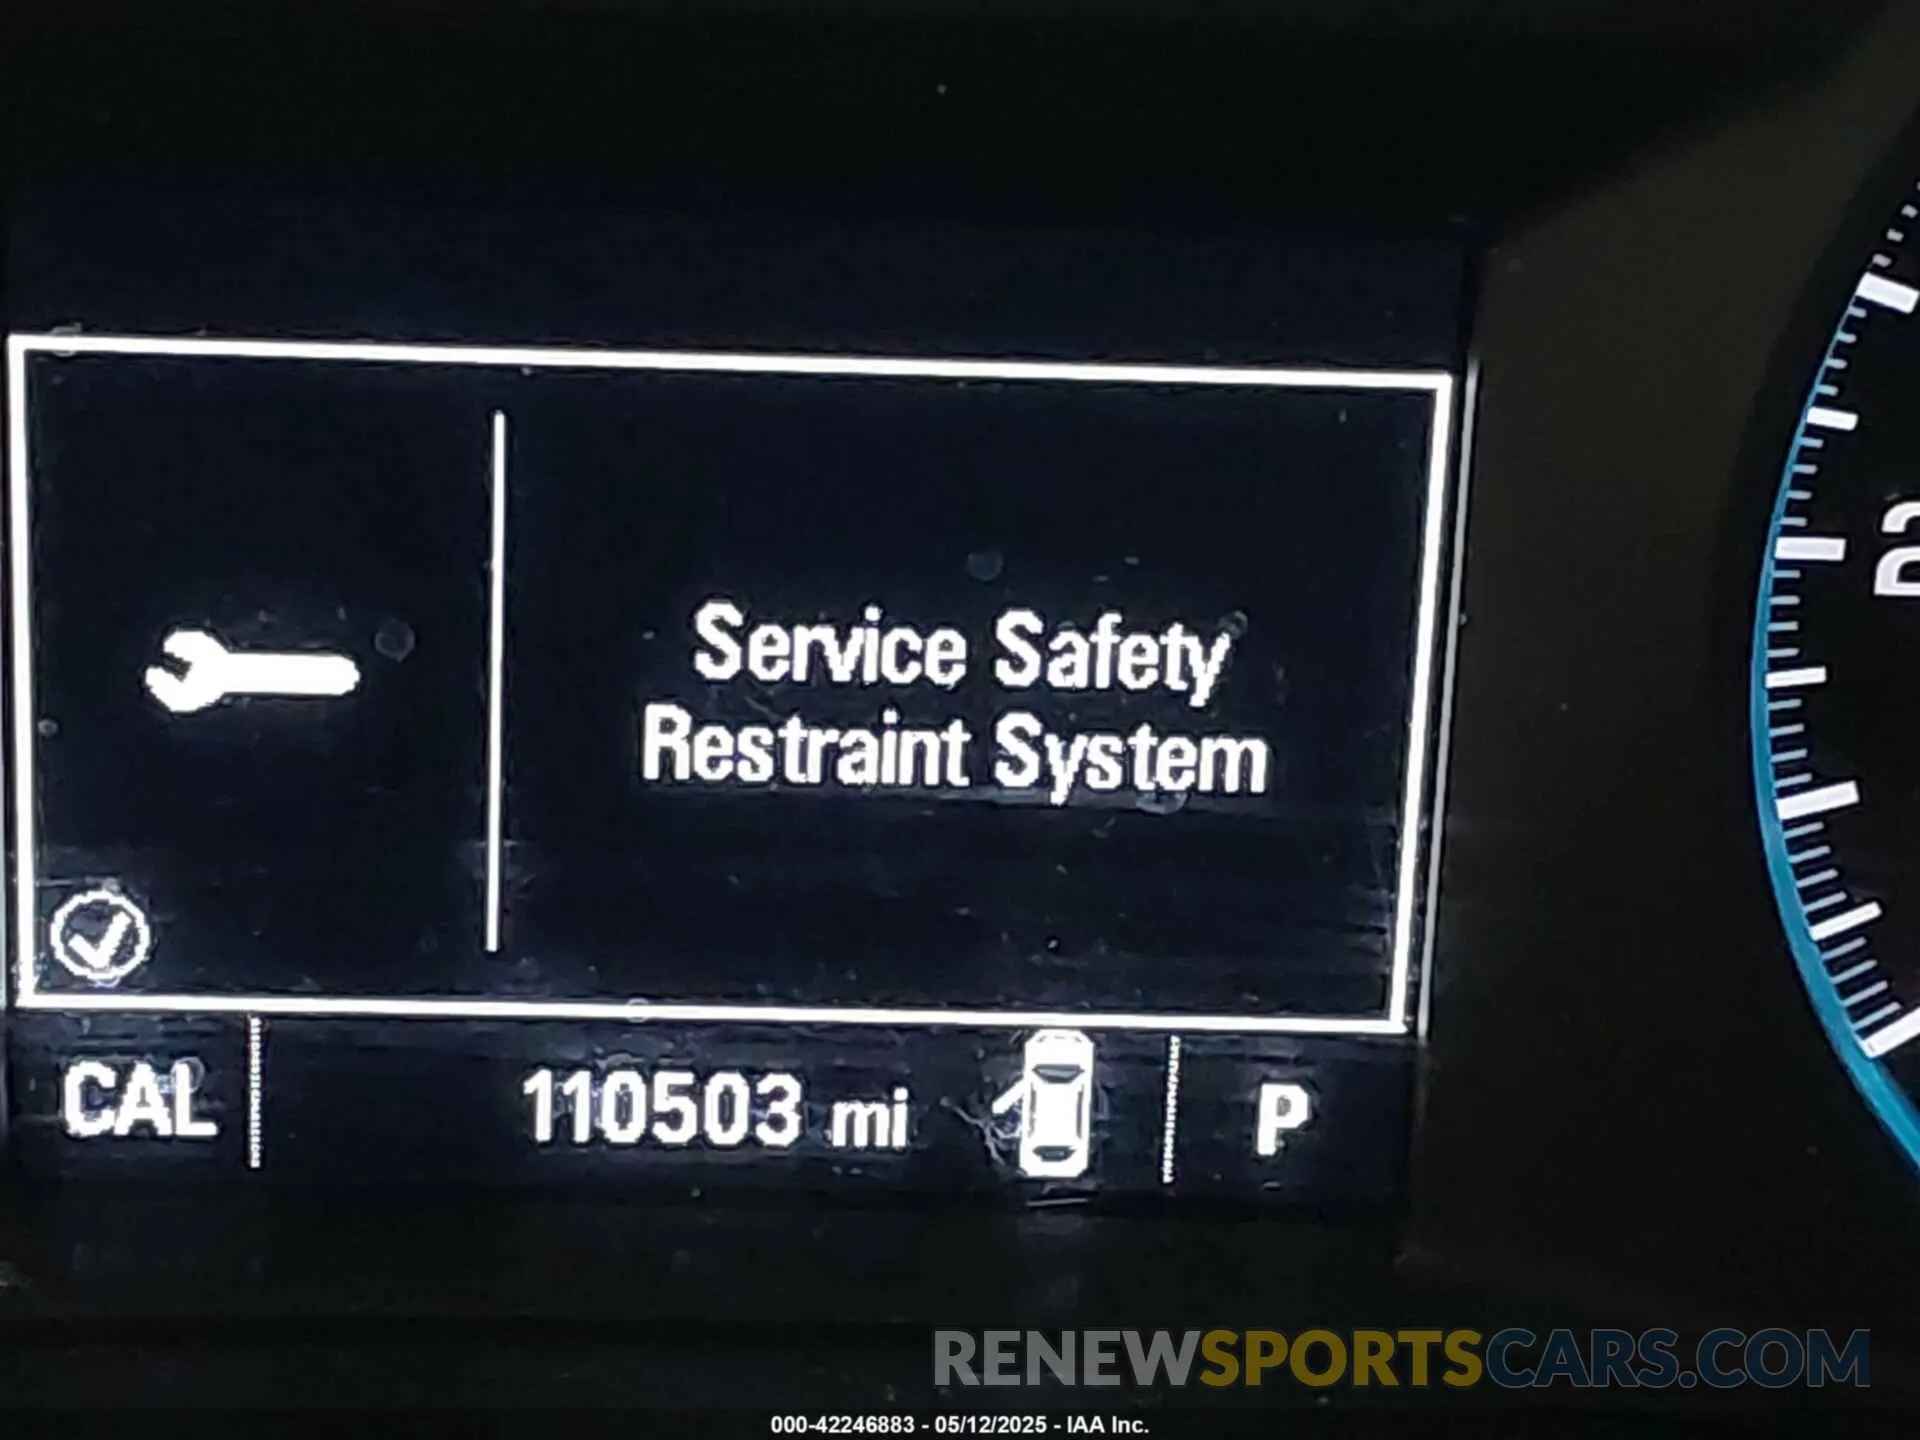 Service Safety
Restraint System
CAL 110503 mi P
RENEWSPORTSCARS.COM
000-42246883 - 05/12/2025 - IAA Inc.